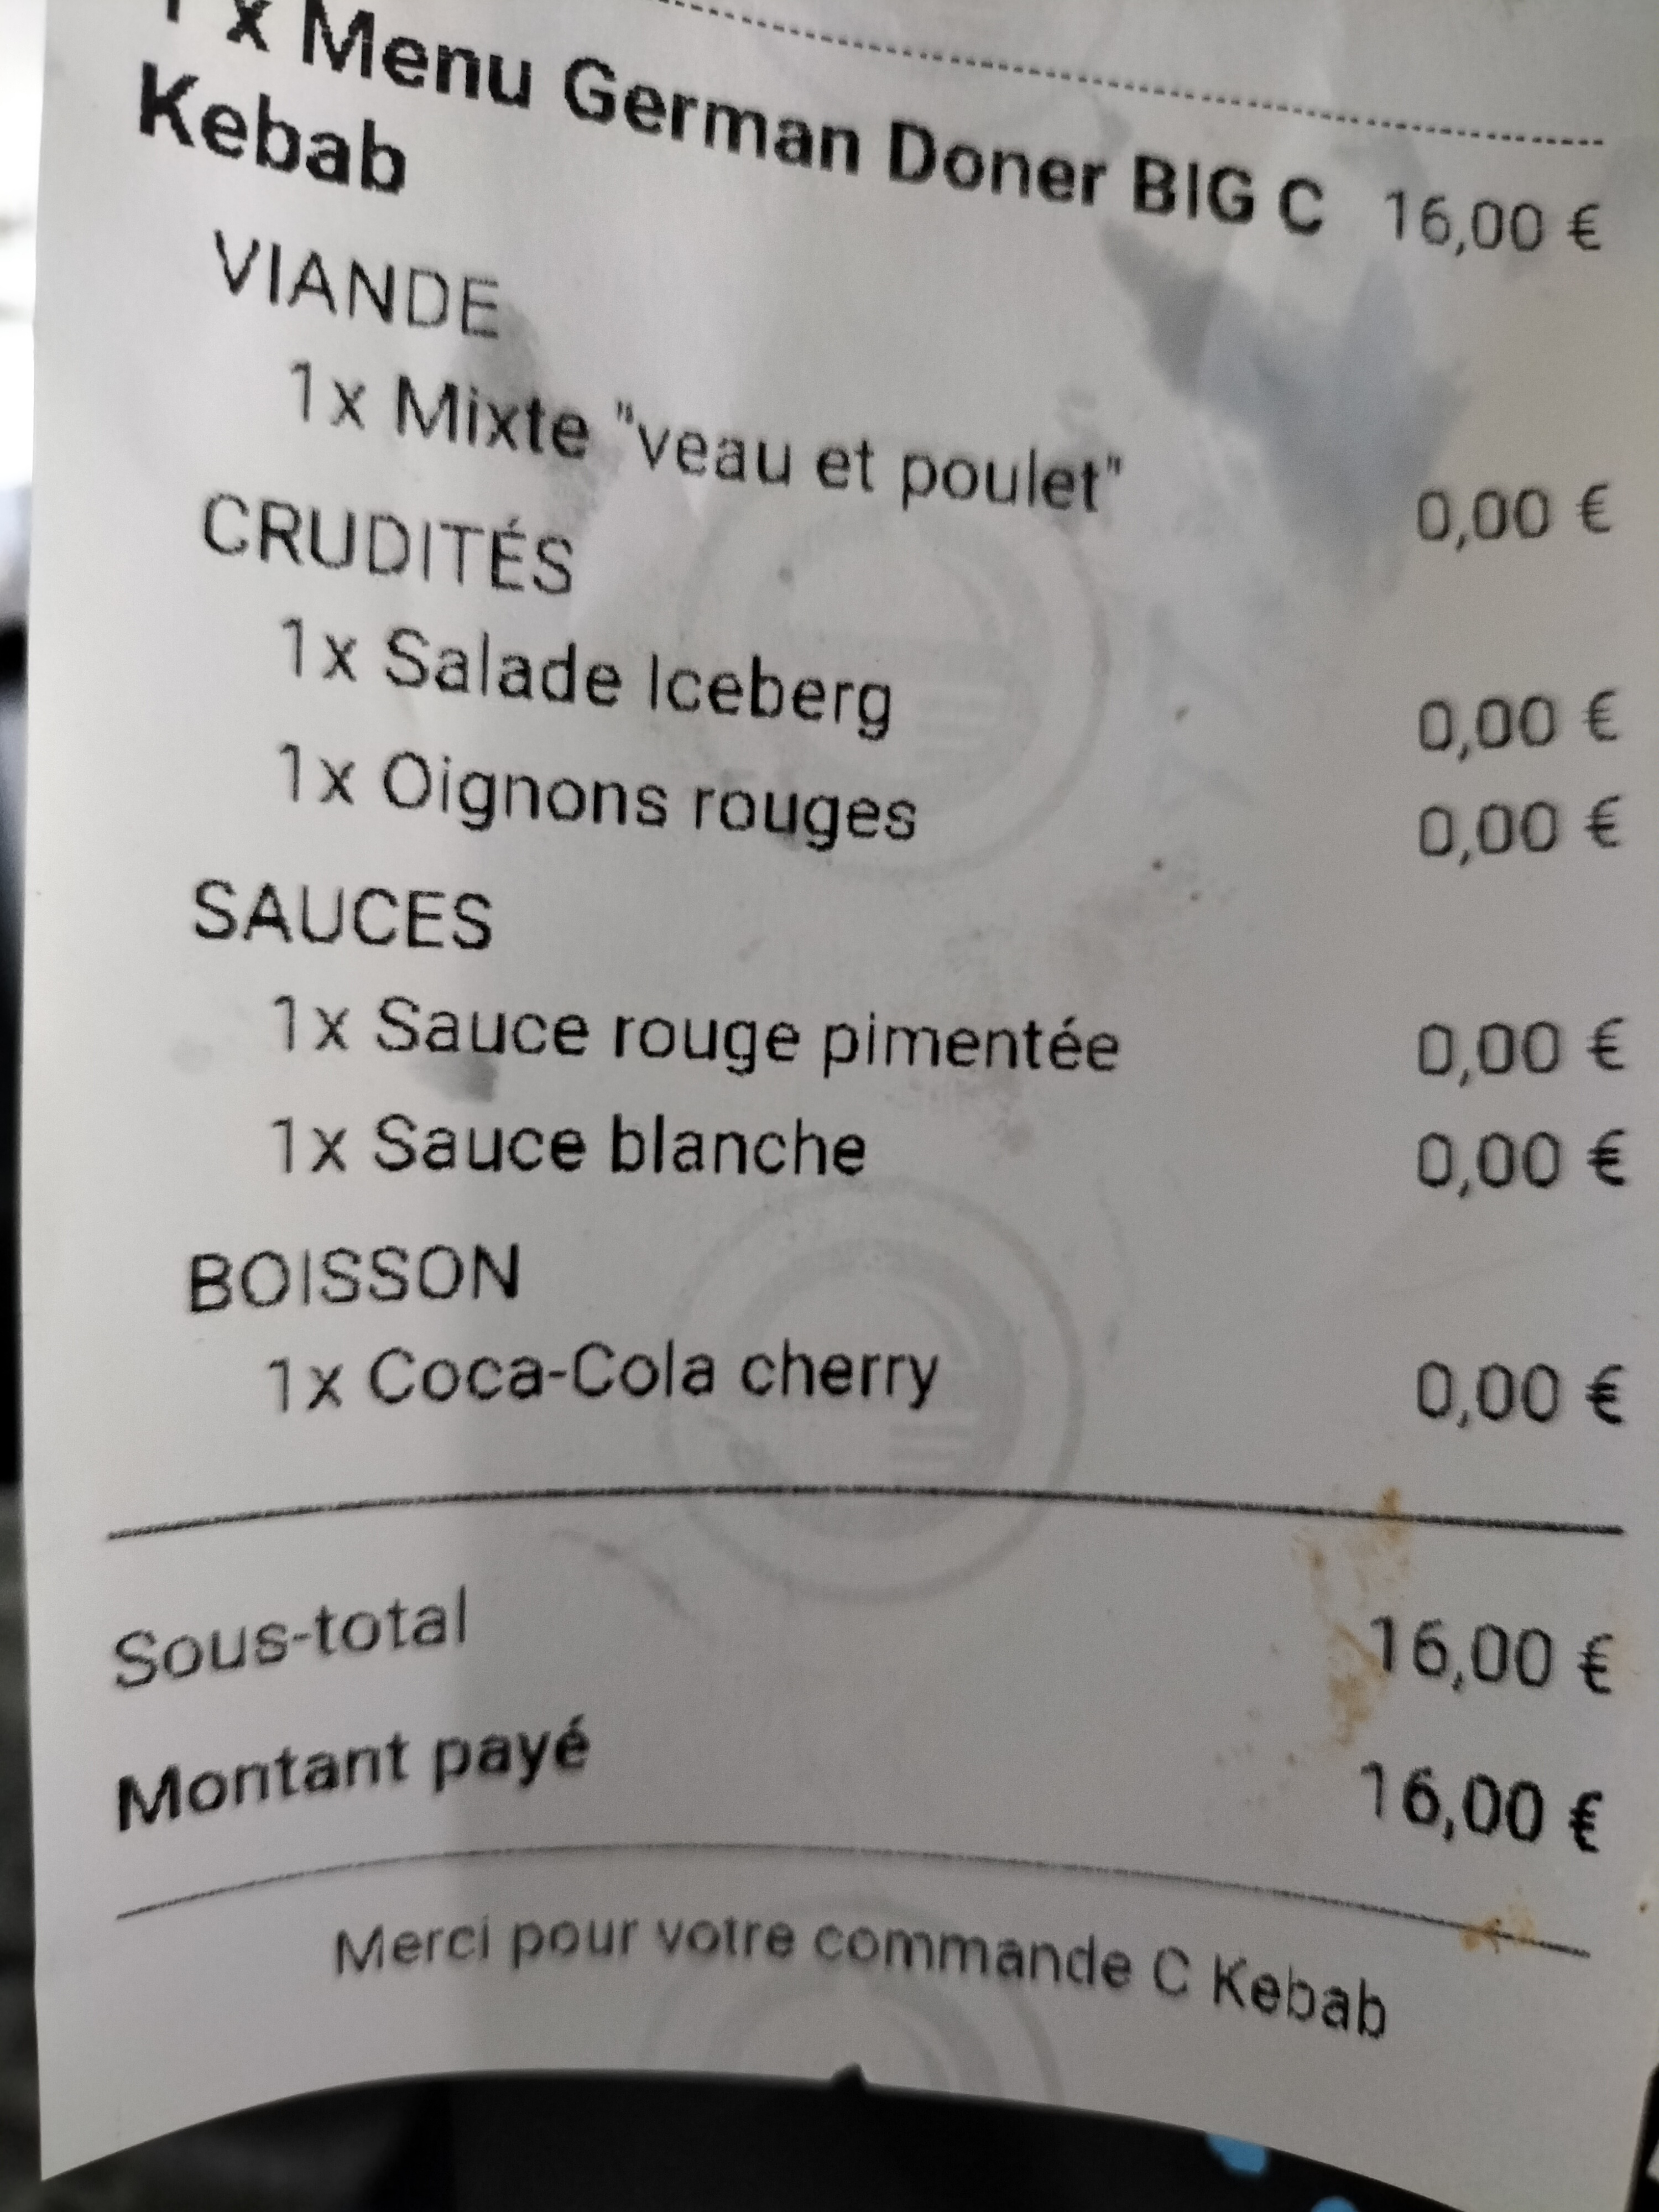 1 x Menu German Doner BIG C 16,00 €
Kebab
VIANDE
1x Mixte "veau et poulet" 0,00 €
CRUDITÉS
1x Salade Iceberg 0,00 €
1x Oignons rouges 0,00 €
SAUCES
1x Sauce rouge pimentée 0,00 €
1x Sauce blanche 0,00 €
BOISSON
1x Coca-Cola cherry 0,00 €
Sous-total 16,00 €
Montant payé 16,00 €
Merci pour votre commande C Kebab